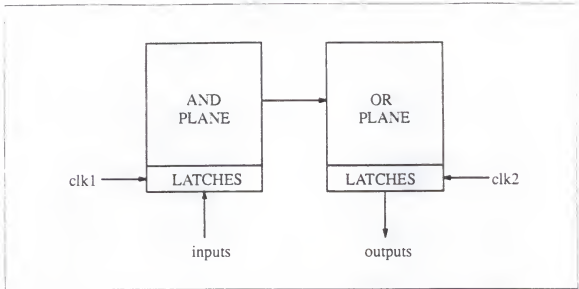 AND
PLANE
OR
PLANE
clk1
LATCHES
LATCHES
clk2
inputs
outputs